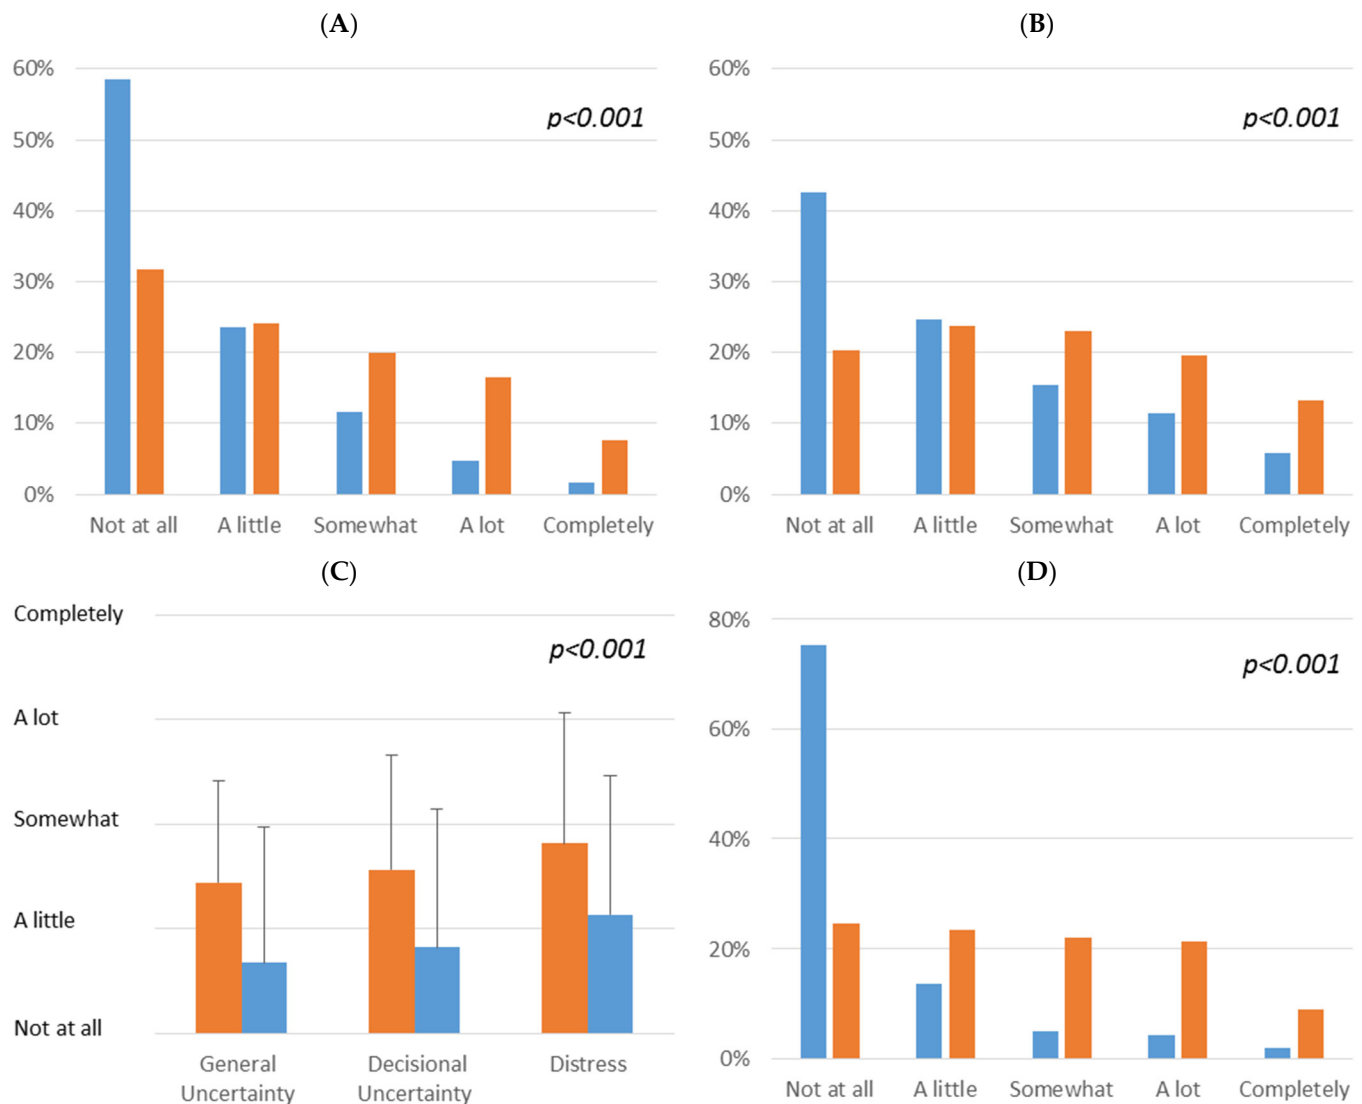 (A)
60%
p<0.001
50%
40%
30%
20%
10%
0%
Not at all A little Somewhat A lot Completely
(B)
60%
p<0.001
50%
40%
30%
20%
10%
0%
Not at all A little Somewhat A lot Completely
(C)
Completely
p<0.001
A lot
Somewhat
A little
Not at all
General Decisional Distress
Uncertainty Uncertainty
(D)
80%
p<0.001
60%
40%
20%
0%
Not at all A little Somewhat A lot Completely